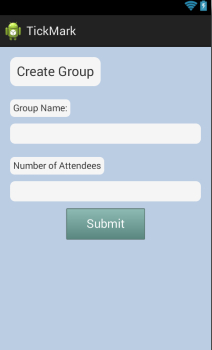 TickMark
Create Group
Group Name:
Number of Attendees
Submit